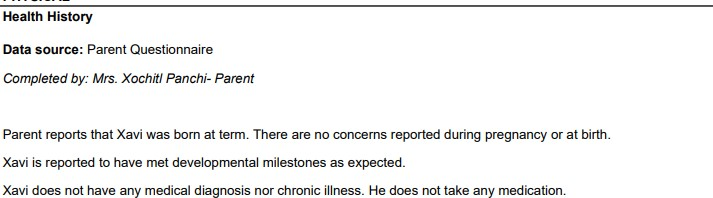 Health History
Data source: Parent Questionnaire
Completed by: Mrs. Xochitl Panchi- Parent
Parent reports that Xavi was born at term. There are no concerns reported during pregnancy or at birth.
Xavi is reported to have met developmental milestones as expected.
Xavi does not have any medical diagnosis nor chronic illness. He does not take any medication.